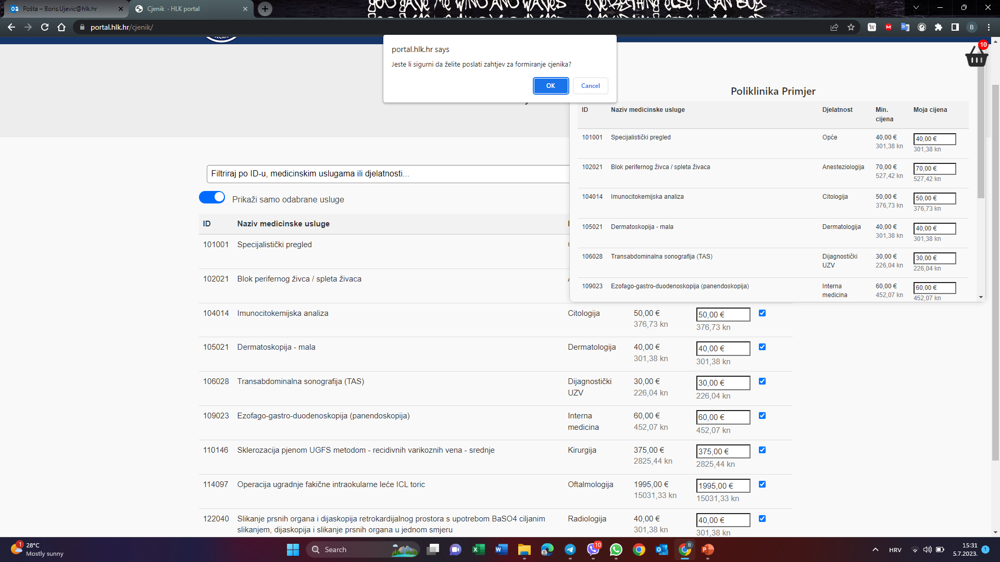 Pošta – Boris.Ujevic@hlk.hr
Cjenik · HLK portal
YOU GAVE ME WIND AND WAVES EVERYTHING ELSE I CAN BUY
portal.hlk.hr/cjenik/
portal.hlk.hr says
Jeste li sigurni da želite poslati zahtjev za formiranje cjenika?
OK
Cancel
10
Poliklinika Primjer
ID Naziv medicinske usluge Djelatnost Min. cijena Moja cijena
101001 Specijalistički pregled Opće 40,00 € 40,00 €
301,38 kn 301,38 kn
102021 Blok perifernog živca / spleta živaca Anesteziologija 70,00 € 70,00 €
527,42 kn 527,42 kn
104014 Imunocitokemijska analiza Citologija 50,00 € 50,00 €
376,73 kn 376,73 kn
105021 Dermatoskopija - mala Dermatologija 40,00 € 40,00 €
301,38 kn 301,38 kn
106028 Transabdominalna sonografija (TAS) Dijagnostički UZV 30,00 € 30,00 €
226,04 kn 226,04 kn
109023 Ezofago-gastro-duodenoskopija (panendoskopija) Interna medicina 60,00 € 60,00 €
452,07 kn 452,07 kn
Filtriraj po ID-u, medicinskim uslugama ili djelatnosti...
Prikaži samo odabrane usluge
ID Naziv medicinske usluge
101001 Specijalistički pregled
102021 Blok perifernog živca / spleta živaca
104014 Imunocitokemijska analiza Citologija 50,00 € 50,00 €
376,73 kn 376,73 kn
105021 Dermatoskopija - mala Dermatologija 40,00 € 40,00 €
301,38 kn 301,38 kn
106028 Transabdominalna sonografija (TAS) Dijagnostički 30,00 € 30,00 €
UZV 226,04 kn 226,04 kn
109023 Ezofago-gastro-duodenoskopija (panendoskopija) Interna 60,00 € 60,00 €
medicina 452,07 kn 452,07 kn
110146 Sklerozacija pjenom UGFS metodom - recidivnih varikoznih vena - srednje Kirurgija 375,00 € 375,00 €
2825,44 kn 2825,44 kn
114097 Operacija ugradnje fakične intraokularne leće ICL toric Oftalmologija 1995,00 € 1995,00 €
15031,33 kn 15031,33 kn
122040 Slikanje prsnih organa i dijaskopija retrokardijalnog prostora s upotrebom BaSO4 ciljanim Radiologija 40,00 € 40,00 €
slikanjem, dijaskopija i slikanje prsnih organa u jednom smjeru 301,38 kn 301,38 kn
1
28°C
Mostly sunny
Search
10
B
HRV
15:31
5.7.2023.
1